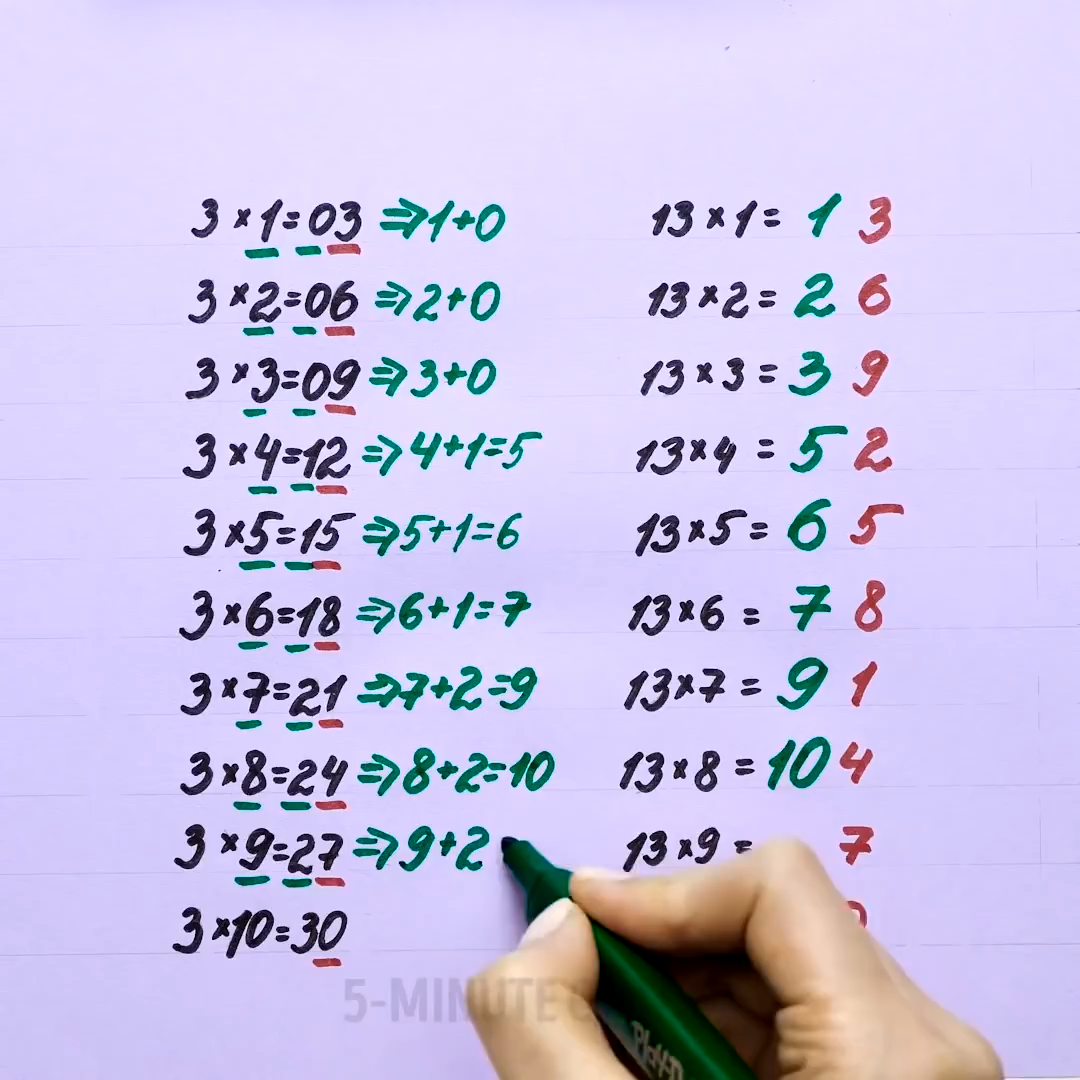 3 × 1 = 03 ⇒ 1+0 13 × 1 = 1 3
3 × 2 = 06 ⇒ 2+0 13 × 2 = 2 6
3 × 3 = 09 ⇒ 3+0 13 × 3 = 3 9
3 × 4 = 12 ⇒ 4+1=5 13 × 4 = 5 2
3 × 5 = 15 ⇒ 5+1=6 13 × 5 = 6 5
3 × 6 = 18 ⇒ 6+1=7 13 × 6 = 7 8
3 × 7 = 21 ⇒ 7+2=9 13 × 7 = 9 1
3 × 8 = 24 ⇒ 8+2=10 13 × 8 = 10 4
3 × 9 = 27 ⇒ 9+2 13 × 9 = 7
3 × 10 = 30
5-MINUTE